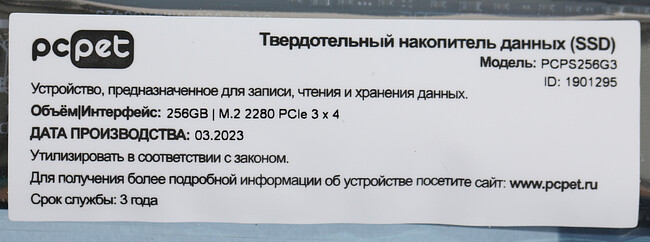 pcpet
Твердотельный накопитель данных (SSD)
Модель: PCPS256G3
ID: 1901295
Устройство, предназначенное для записи, чтения и хранения данных.
Объём|Интерфейс: 256GB | M.2 2280 PCIe 3 x 4
ДАТА ПРОИЗВОДСТВА: 03.2023
Утилизировать в соответствии с законом.
Для получения более подробной информации об устройстве посетите сайт: www.pcpet.ru
Срок службы: 3 года